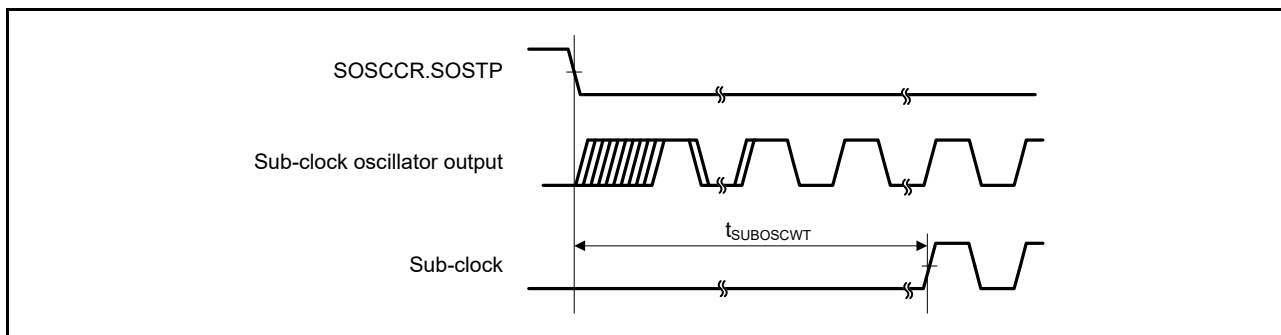 SOSCCR.SOSTP
Sub-clock oscillator output
tSUBOSCWT
Sub-clock